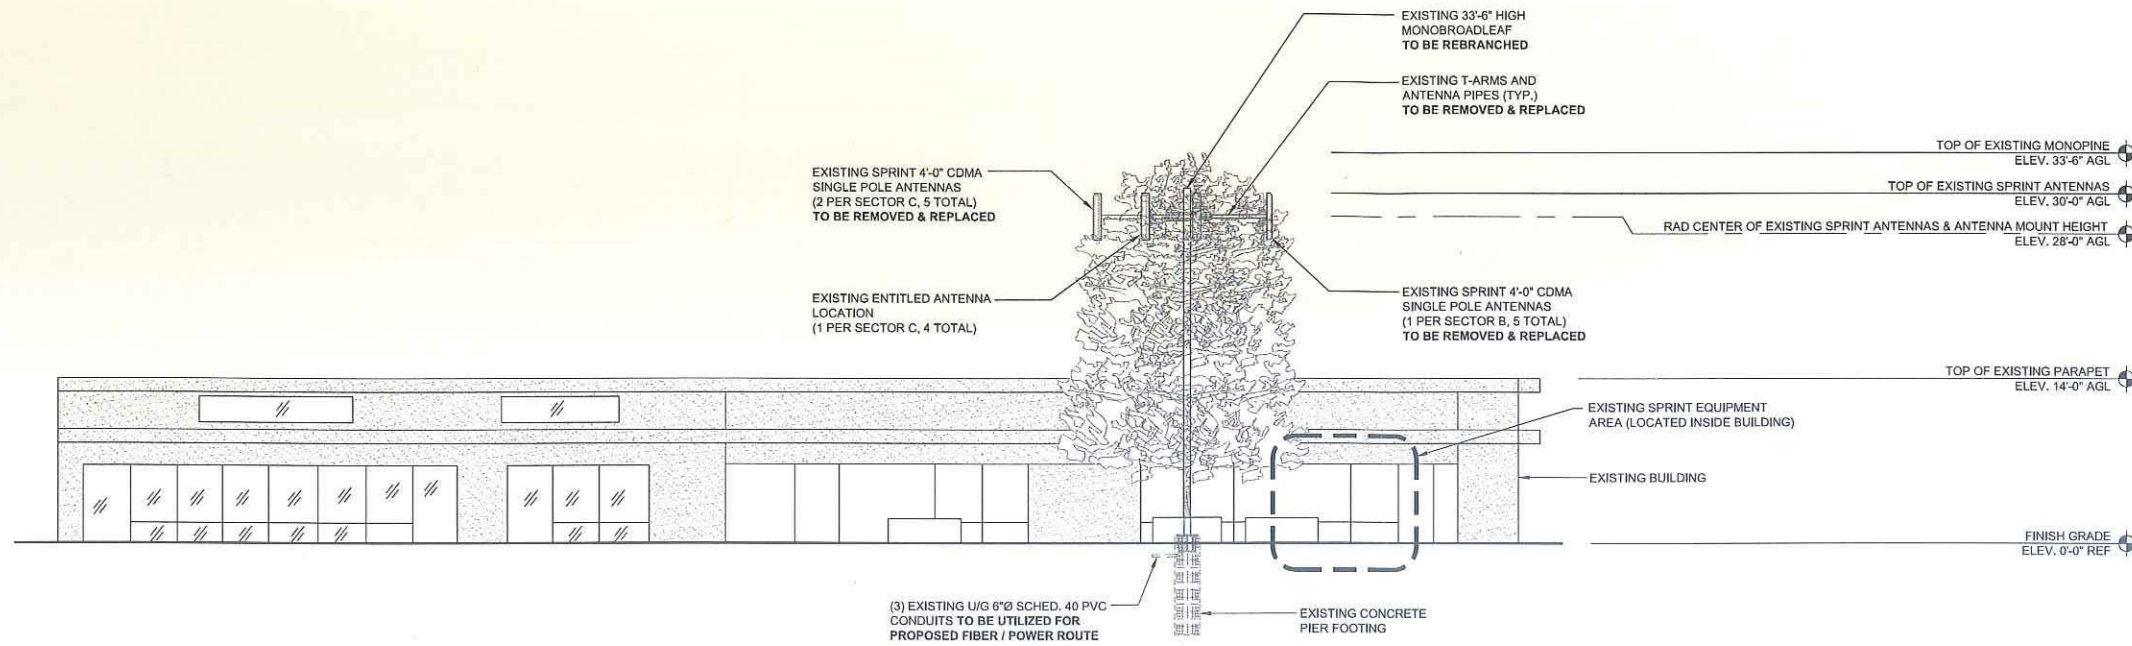 EXISTING 33'-6" HIGH
MONOBROADLEAF
TO BE REBRANCHED
EXISTING T-ARMS AND
ANTENNA PIPES (TYP.)
TO BE REMOVED & REPLACED
TOP OF EXISTING MONOPINE
ELEV. 33'-6" AGL
EXISTING SPRINT 4'-0" CDMA
SINGLE POLE ANTENNAS
(2 PER SECTOR C, 5 TOTAL)
TO BE REMOVED & REPLACED
TOP OF EXISTING SPRINT ANTENNAS
ELEV. 30'-0" AGL
RAD CENTER OF EXISTING SPRINT ANTENNAS & ANTENNA MOUNT HEIGHT
ELEV. 28'-0" AGL
EXISTING ENTITLED ANTENNA
LOCATION
(1 PER SECTOR C, 4 TOTAL)
EXISTING SPRINT 4'-0" CDMA
SINGLE POLE ANTENNAS
(1 PER SECTOR B, 5 TOTAL)
TO BE REMOVED & REPLACED
TOP OF EXISTING PARAPET
ELEV. 14'-0" AGL
EXISTING SPRINT EQUIPMENT
AREA (LOCATED INSIDE BUILDING)
EXISTING BUILDING
FINISH GRADE
ELEV. 0'-0" REF
(3) EXISTING U/G 6"Ø SCHED. 40 PVC
CONDUITS TO BE UTILIZED FOR
PROPOSED FIBER / POWER ROUTE
EXISTING CONCRETE
PIER FOOTING